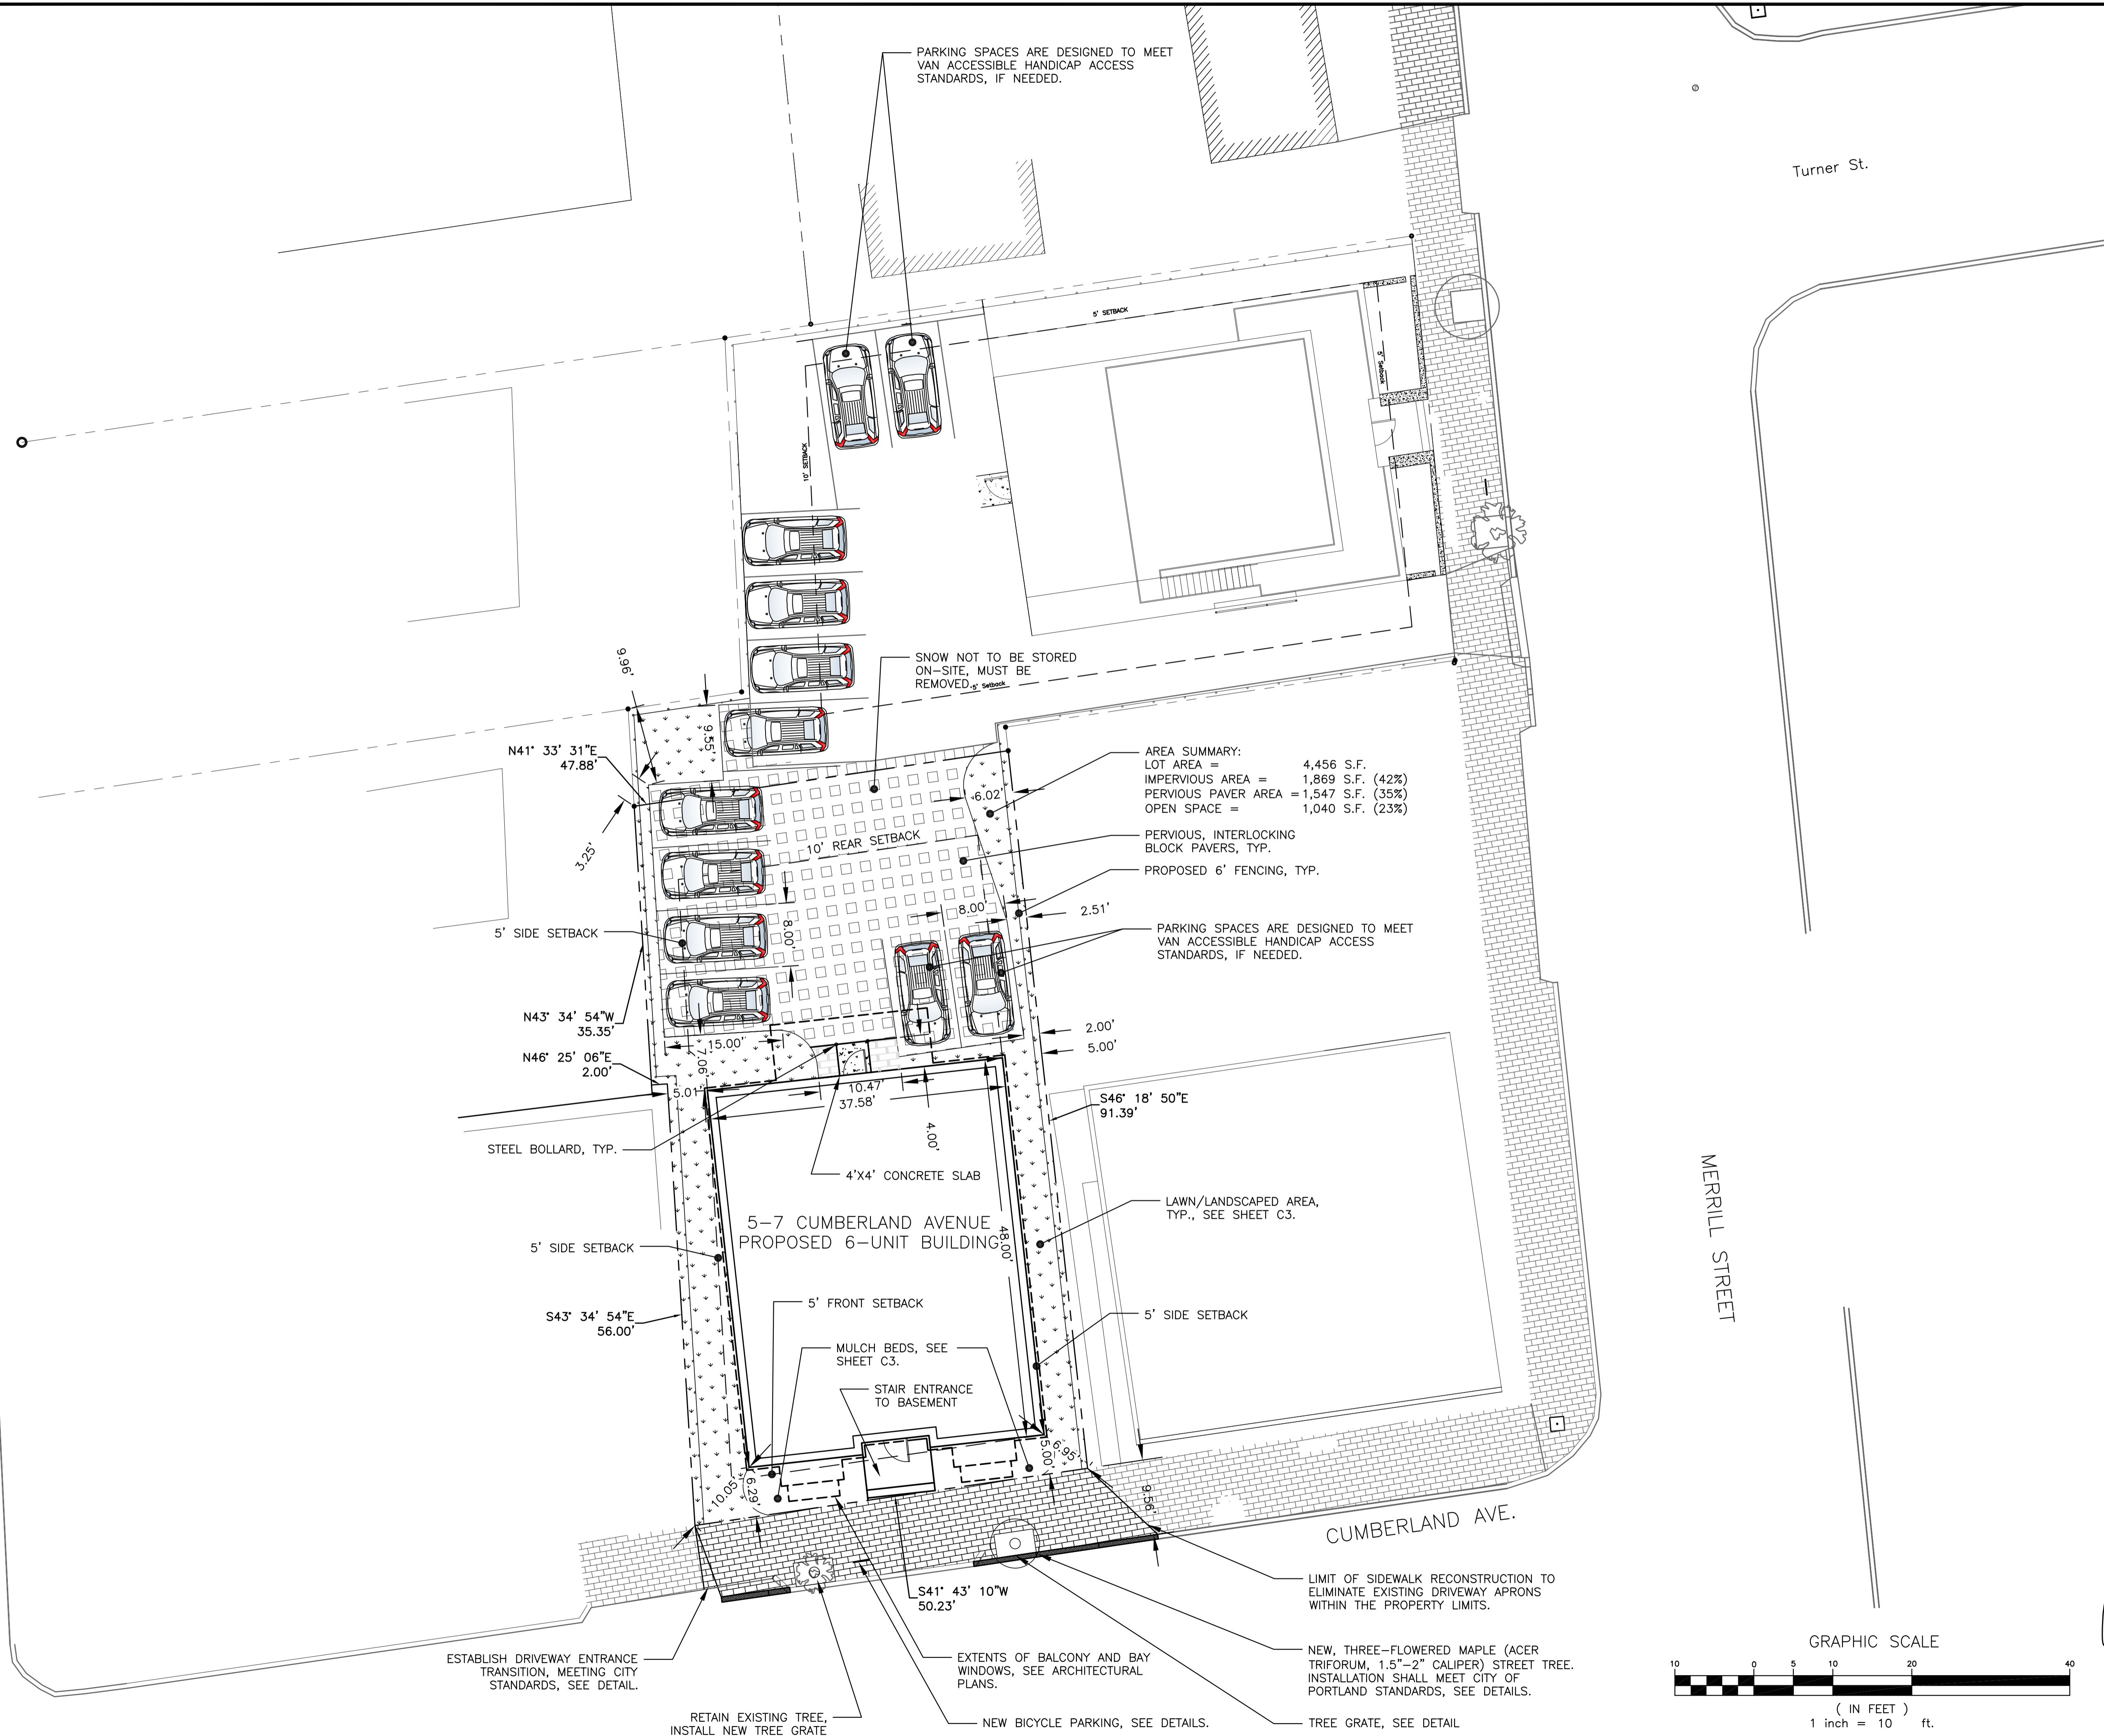 PARKING SPACES ARE DESIGNED TO MEET
VAN ACCESSIBLE HANDICAP ACCESS
STANDARDS, IF NEEDED.
Turner St.
5' SETBACK
5' Setback
10' SETBACK
SNOW NOT TO BE STORED
ON-SITE, MUST BE
REMOVED.
5' Setback
9.96'
9.55'
N41° 33' 31"E
47.88'
3.25'
AREA SUMMARY:
LOT AREA = 4,456 S.F.
IMPERVIOUS AREA = 1,869 S.F. (42%)
PERVIOUS PAVER AREA = 1,547 S.F. (35%)
OPEN SPACE = 1,040 S.F. (23%)
6.02'
10' REAR SETBACK
PERVIOUS, INTERLOCKING
BLOCK PAVERS, TYP.
PROPOSED 6' FENCING, TYP.
8.00'
2.51'
8.00'
5' SIDE SETBACK
PARKING SPACES ARE DESIGNED TO MEET
VAN ACCESSIBLE HANDICAP ACCESS
STANDARDS, IF NEEDED.
N43° 34' 54"W
35.35'
2.00'
5.00'
15.00'
7.06'
N46° 25' 06"E
2.00'
5.01'
10.47'
37.58'
4.00'
S46° 18' 50"E
91.39'
STEEL BOLLARD, TYP.
4'X4' CONCRETE SLAB
MERRILL STREET
LAWN/LANDSCAPED AREA,
TYP., SEE SHEET C3.
5-7 CUMBERLAND AVENUE
PROPOSED 6-UNIT BUILDING
48.00'
5' SIDE SETBACK
5' FRONT SETBACK
5' SIDE SETBACK
S43° 34' 54"E
56.00'
MULCH BEDS, SEE
SHEET C3.
STAIR ENTRANCE
TO BASEMENT
10.05'
6.29'
5.00'
6.95'
9.56'
CUMBERLAND AVE.
S41° 43' 10"W
50.23'
LIMIT OF SIDEWALK RECONSTRUCTION TO
ELIMINATE EXISTING DRIVEWAY APRONS
WITHIN THE PROPERTY LIMITS.
ESTABLISH DRIVEWAY ENTRANCE
TRANSITION, MEETING CITY
STANDARDS, SEE DETAIL.
EXTENTS OF BALCONY AND BAY
WINDOWS, SEE ARCHITECTURAL
PLANS.
NEW, THREE-FLOWERED MAPLE (ACER
TRIFORUM, 1.5"-2" CALIPER) STREET TREE.
INSTALLATION SHALL MEET CITY OF
PORTLAND STANDARDS, SEE DETAILS.
RETAIN EXISTING TREE,
INSTALL NEW TREE GRATE
NEW BICYCLE PARKING, SEE DETAILS.
TREE GRATE, SEE DETAIL
GRAPHIC SCALE
10 0 5 10 20 40
( IN FEET )
1 inch = 10 ft.